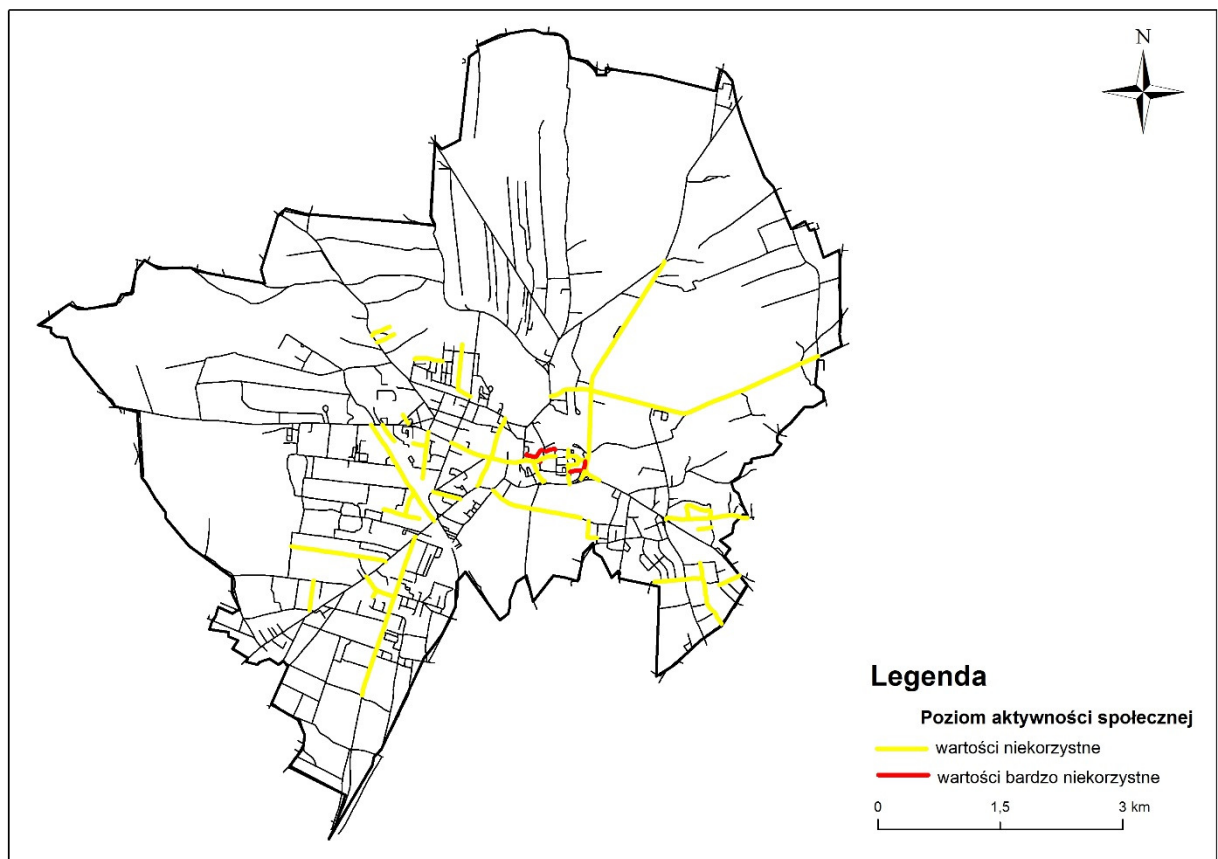 N
Legenda
Poziom aktywności społecznej
wartości niekorzystne
wartości bardzo niekorzystne
0 1,5 3 km